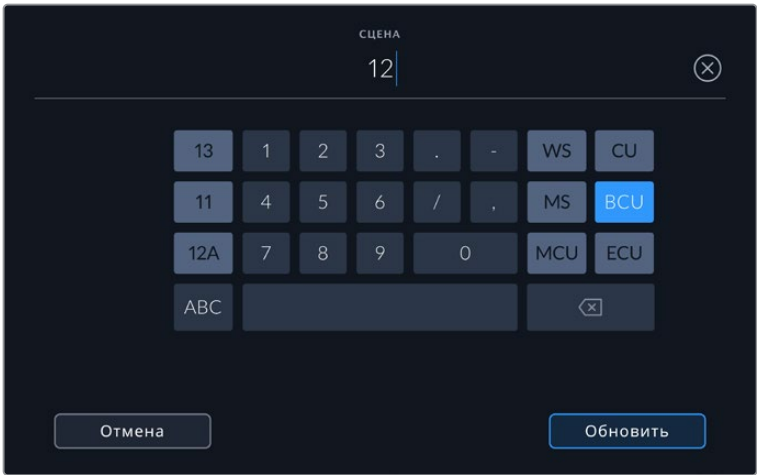 СЦЕНА
12
13 1 2 3 . - WS CU
11 4 5 6 / , MS BCU
12A 7 8 9 0 MCU ECU
ABC
Отмена Обновить